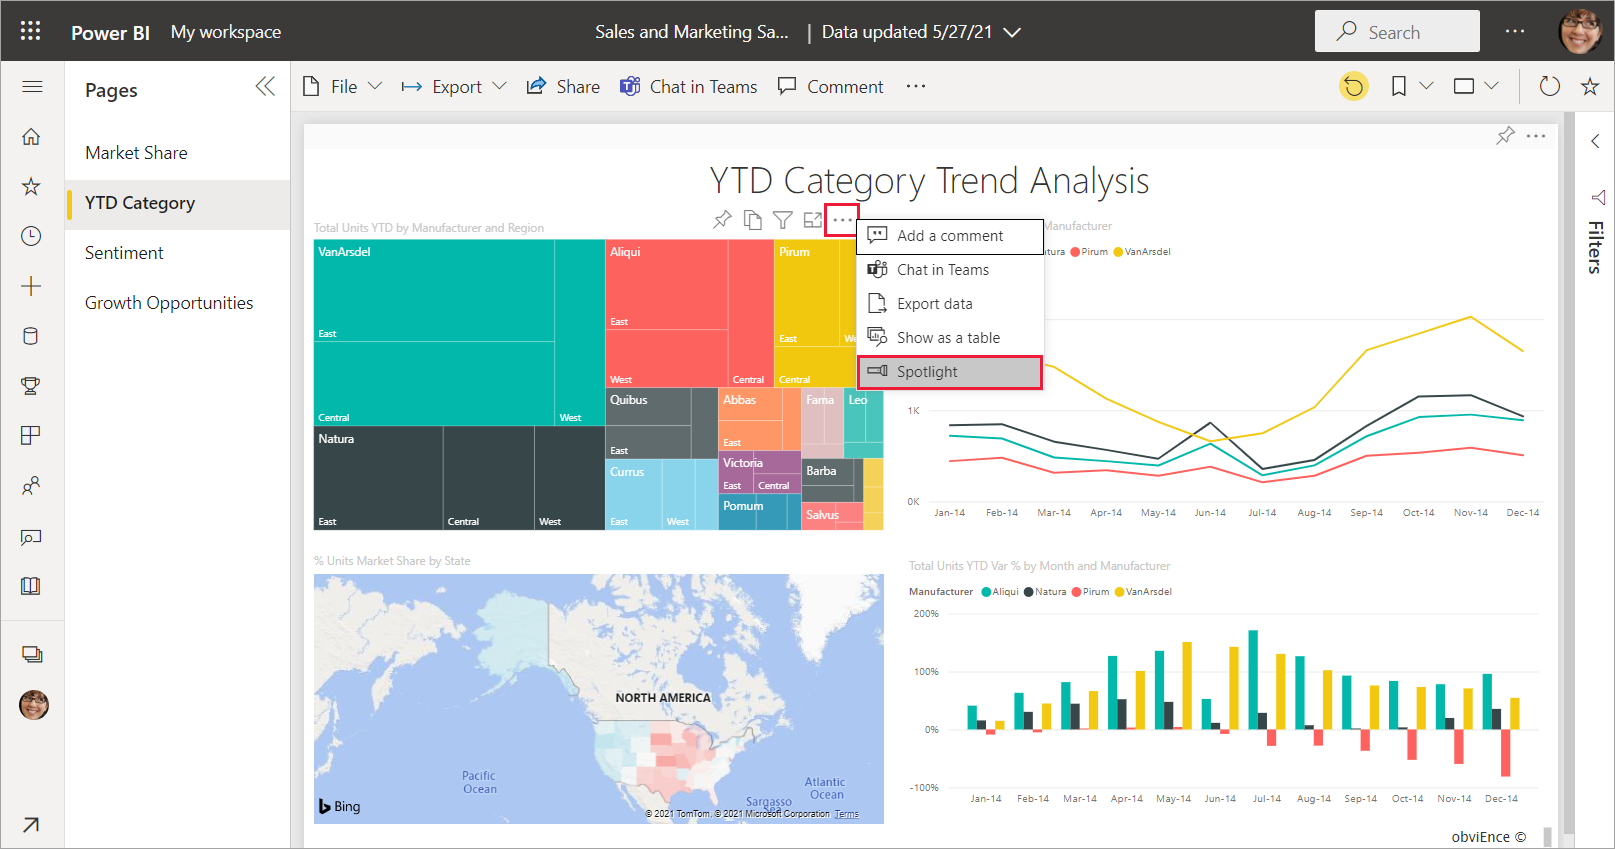 Power BI
My workspace
Sales and Marketing Sa... | Data updated 5/27/21
Search
Pages
File
Export
Share
Chat in Teams
Comment
Market Share
YTD Category
Sentiment
Growth Opportunities
Filters
YTD Category Trend Analysis
Total Units YTD by Manufacturer and Region
VanArsdel
East
Central
West
Natura
East
Central
West
Aliqui
East
West
Central
Pirum
East
We
Central
Quibus
East
Currus
East
West
Abbas
East
Victoria
East
Central
Pomum
Fama
Leo
Barba
Salvus
Add a comment
Chat in Teams
Export data
Show as a table
Spotlight
Manufacturer
tura
Pirum
VanArsdel
1K
0K
Jan-14 Feb-14 Mar-14 Apr-14 May-14 Jun-14 Jul-14 Aug-14 Sep-14 Oct-14 Nov-14 Dec-14
% Units Market Share by State
NORTH AMERICA
Pacific
Ocean
Atlantic
Ocean
Sargasso
Sea
Bing
© 2021 TomTom, © 2021 Microsoft Corporation Terms
Total Units YTD Var % by Month and Manufacturer
Manufacturer Aliqui Natura Pirum VanArsdel
200%
100%
0%
-100%
Jan-14 Feb-14 Mar-14 Apr-14 May-14 Jun-14 Jul-14 Aug-14 Sep-14 Oct-14 Nov-14 Dec-14
obviEnce ©